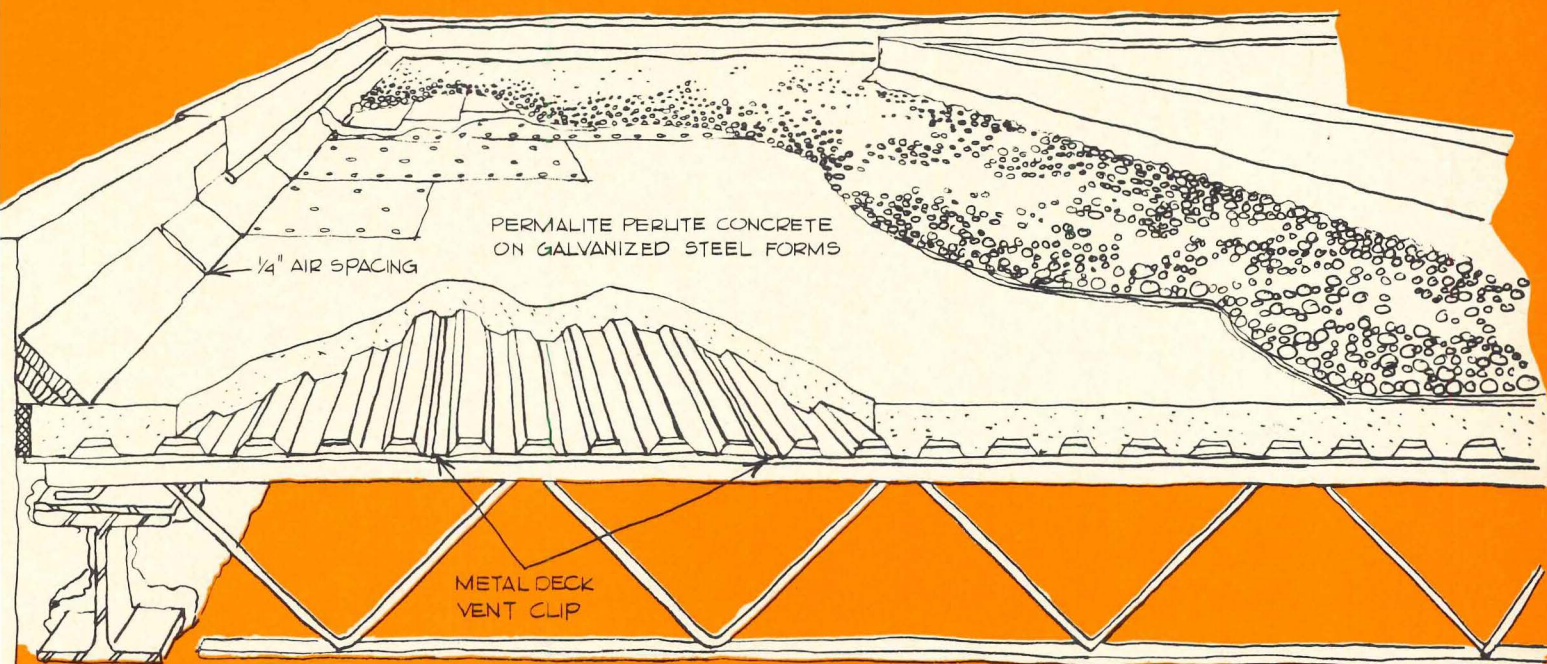 PERMALITE PERLITE CONCRETE
ON GALVANIZED STEEL FORMS
1/4" AIR SPACING
METAL DECK
VENT CLIP